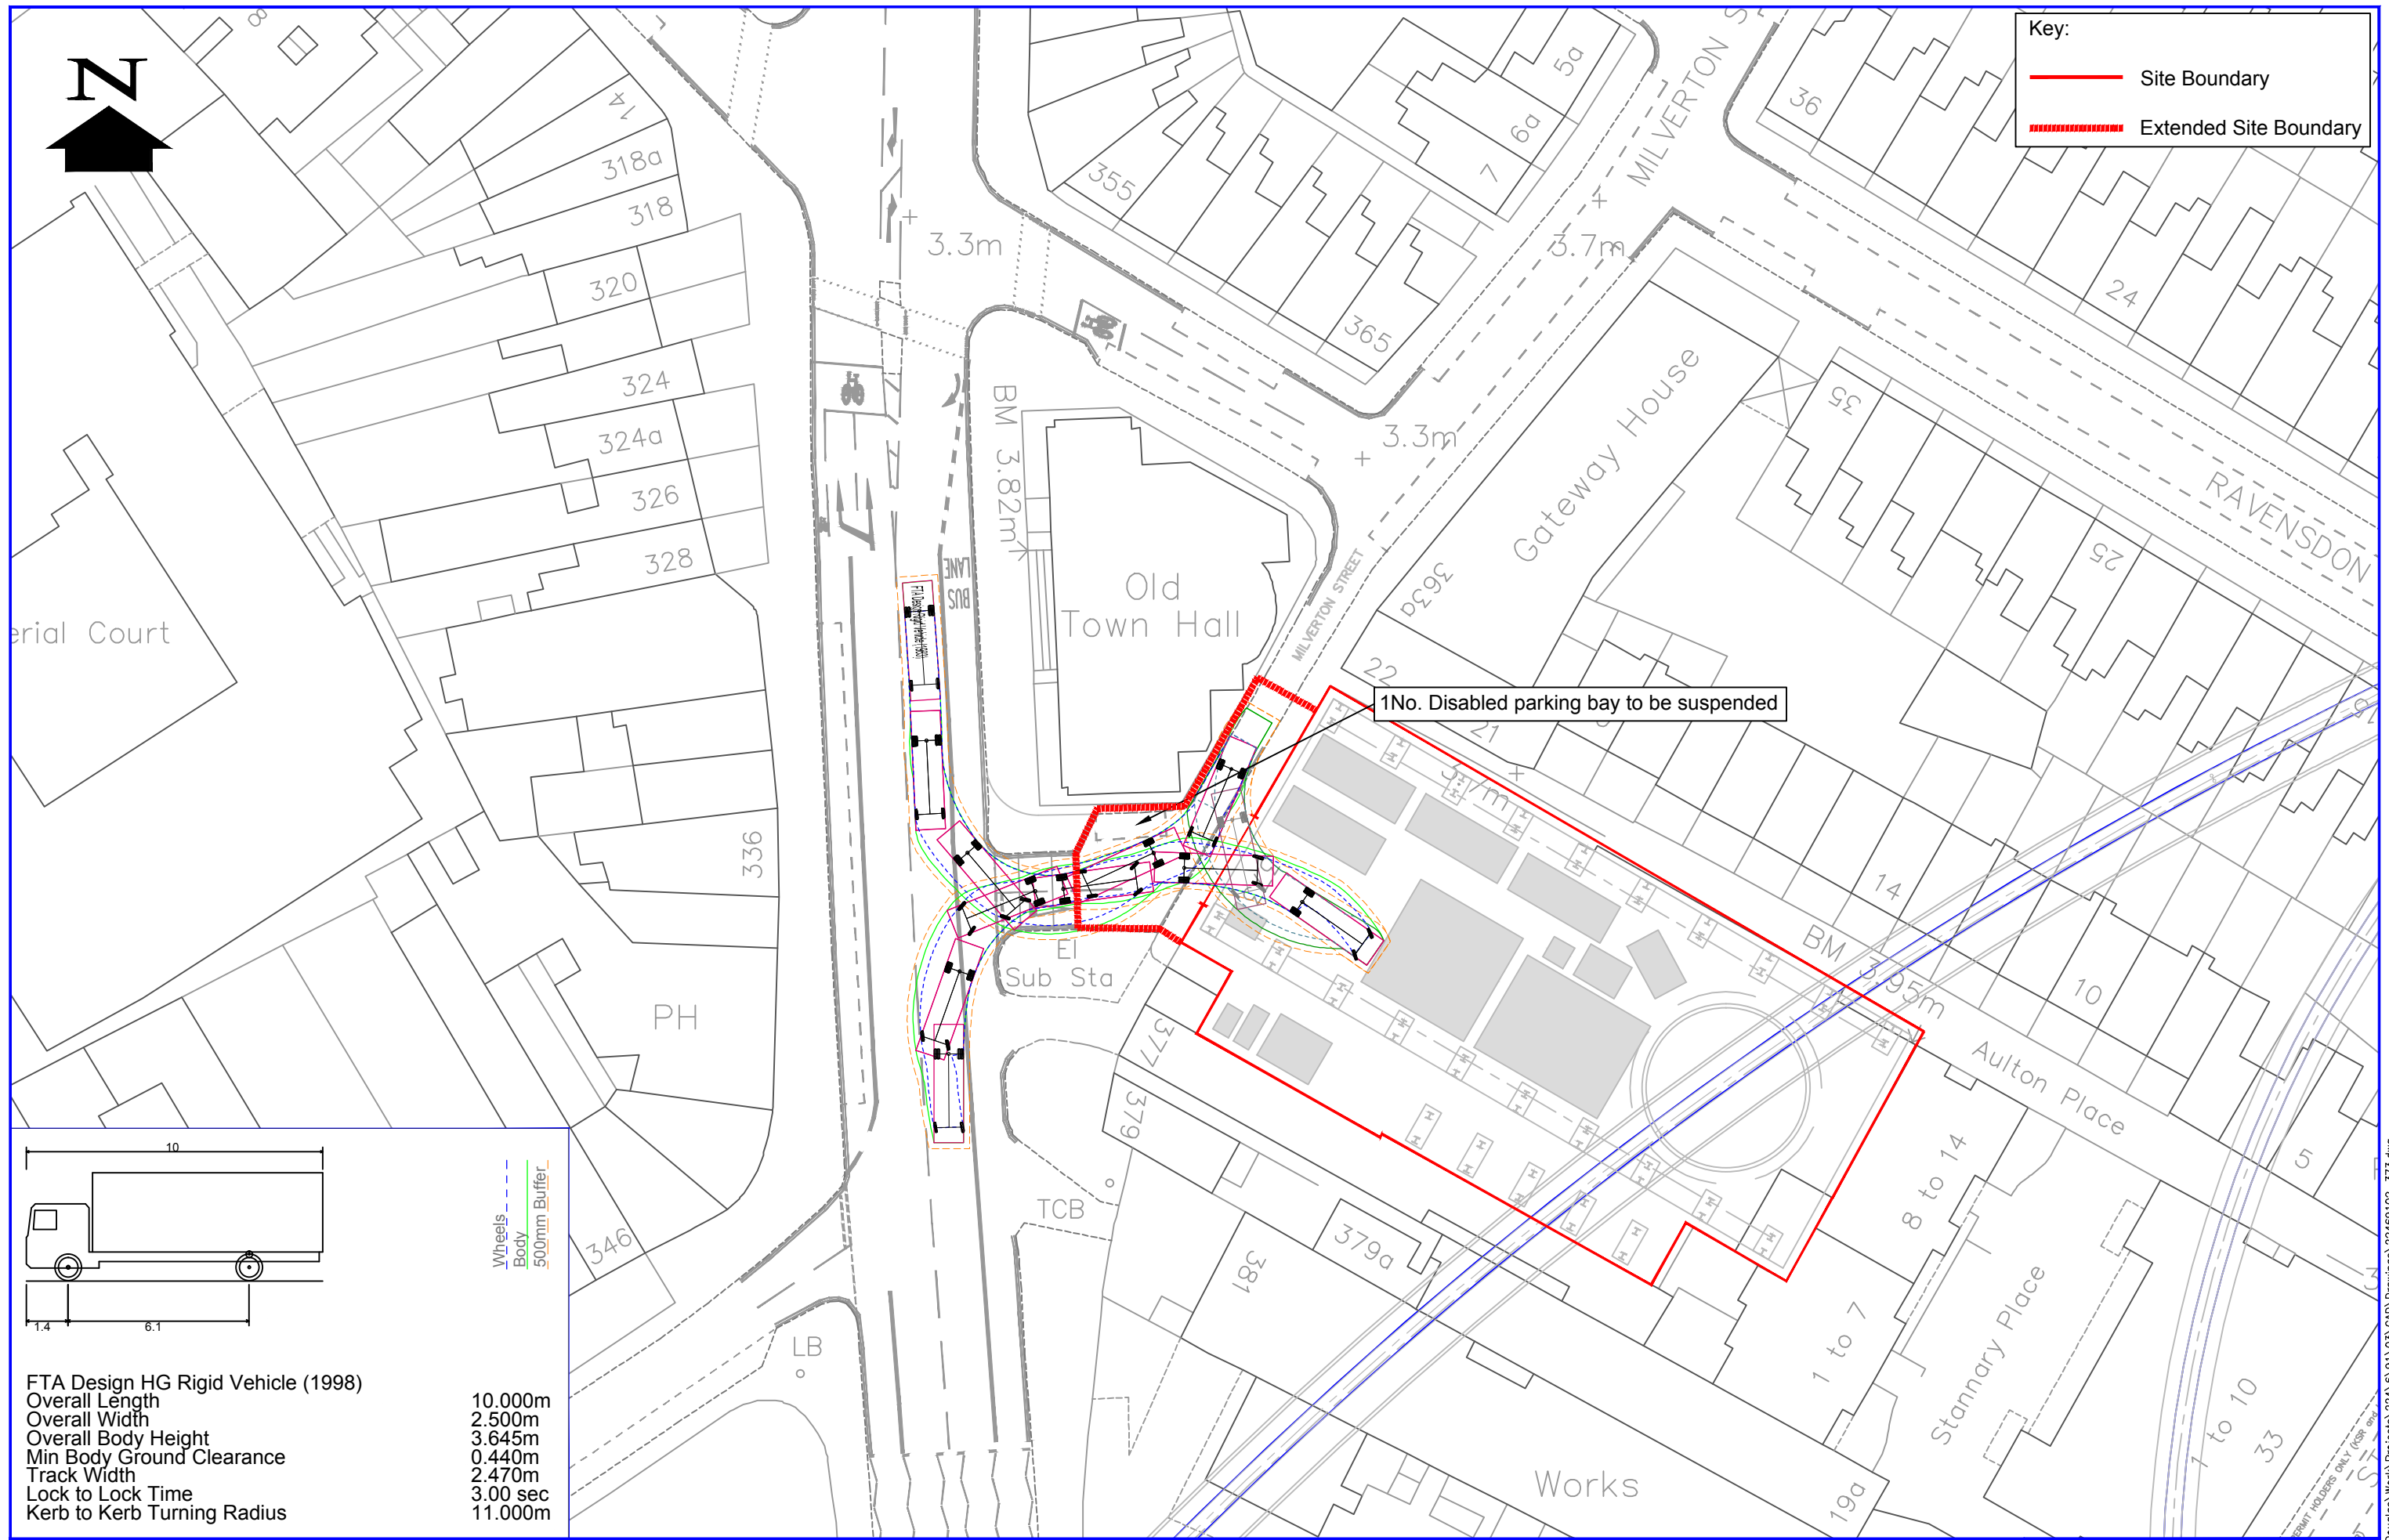 Key:
Site Boundary
Extended Site Boundary
N
8
14
318a
318
320
324
324a
326
328
336
346
PH
LB
TCB
355
365
5a
6a
7
36
24
MILVERTON S
3.3m
3.7m
3.3m
BM 3.82m
BUS
LANE
Old
Town Hall
MILVERTON STREET
Gateway House
363a
35
25
RAVENSDON
erial Court
22
21
1No. Disabled parking bay to be suspended
3.7m
14
10
BM 3.95m
Aulton Place
5
El
Sub Sta
377
379
379a
381
8 to 14
1 to 7
Stannary Place
1 to 10
33
Works
19a
10
1.4
6.1
Wheels
Body
500mm Buffer
FTA Design HG Rigid Vehicle (1998)
Overall Length 10.000m
Overall Width 2.500m
Overall Body Height 3.645m
Min Body Ground Clearance 0.440m
Track Width 2.470m
Lock to Lock Time 3.00 sec
Kerb to Kerb Turning Radius 11.000m